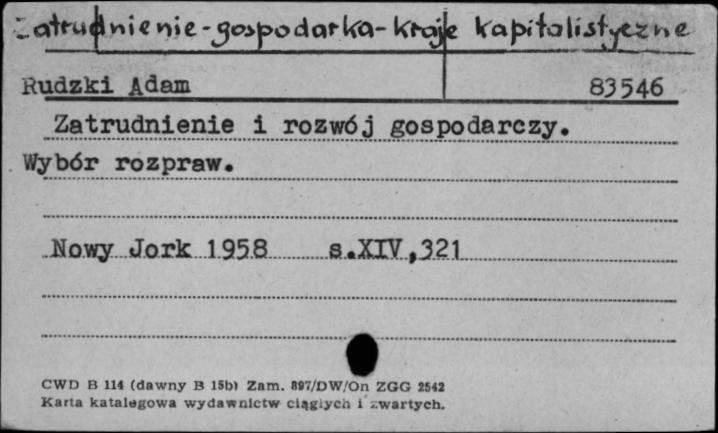 Zatrudnienie-gospodarka-kraje kapitalistyczne
Rudzki Adam 83546
Zatrudnienie i rozwój gospodarczy.
Wybór rozpraw.
Nowy Jork 1958 s.XIV,321
CWD B 114 (dawny B 15b) Zam. 897/DW/On ZGG 2542
Karta katalogowa wydawnictw ciągłych i zwartych.